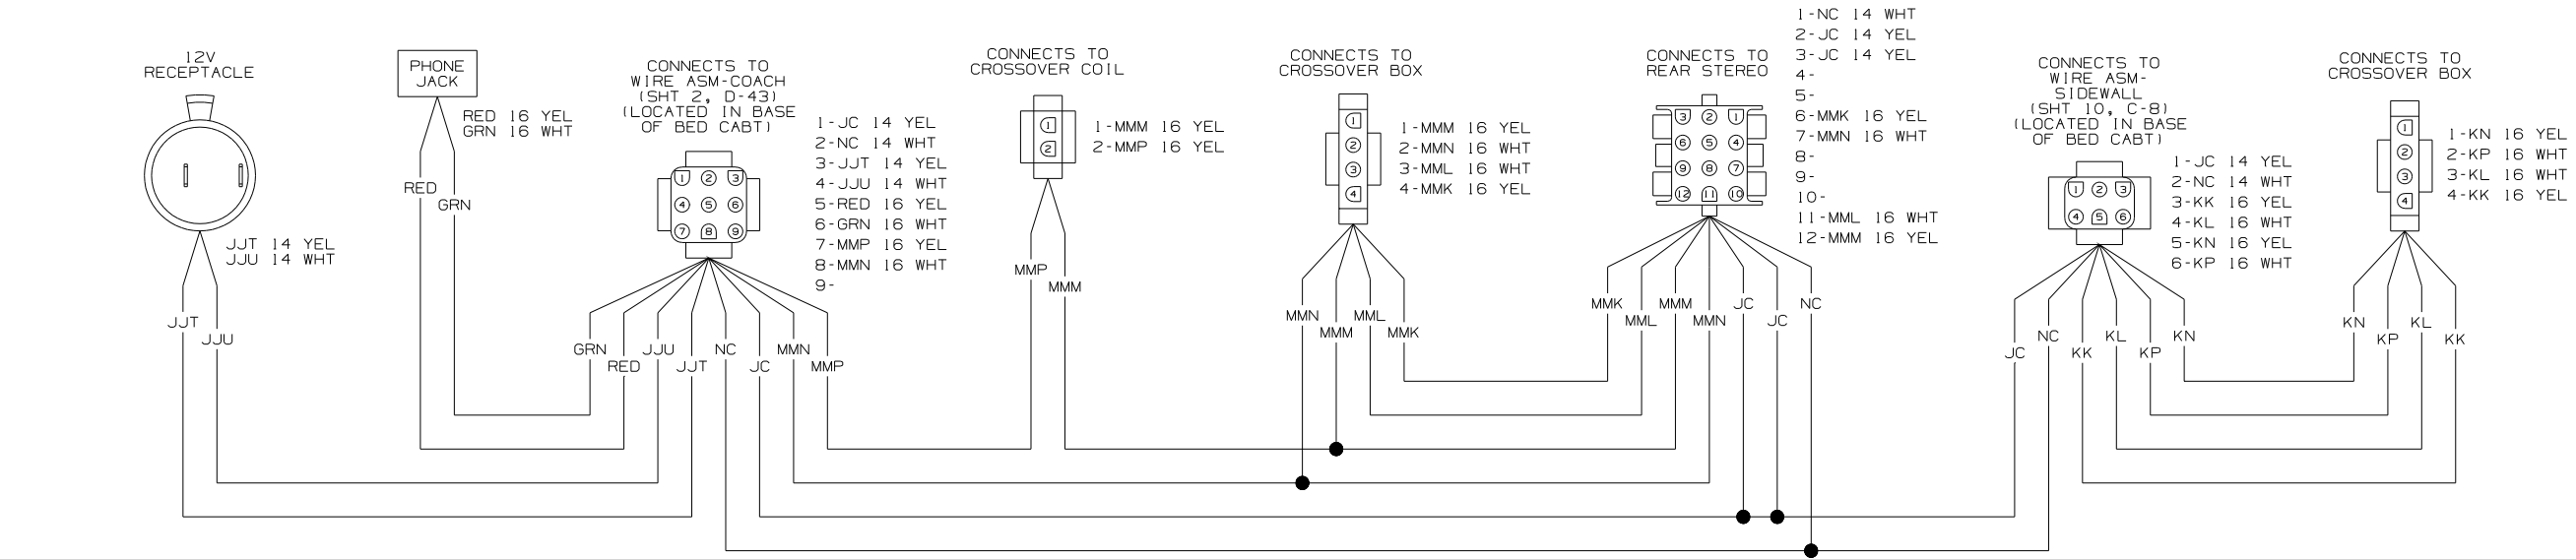 12V
RECEPTACLE
JJT 14 YEL
JJU 14 WHT
JJT
JJU
PHONE
JACK
RED 16 YEL
GRN 16 WHT
RED
GRN
CONNECTS TO
WIRE ASM-COACH
(SHT 2, D-43)
(LOCATED IN BASE
OF BED CABT)
1 2 3
4 5 6
7 8 9
1-JC 14 YEL
2-NC 14 WHT
3-JJT 14 YEL
4-JJU 14 WHT
5-RED 16 YEL
6-GRN 16 WHT
7-MMP 16 YEL
8-MMN 16 WHT
9-
GRN
RED
JJU
JJT
NC
JC
MMN
MMP
CONNECTS TO
CROSSOVER COIL
1
2
1-MMM 16 YEL
2-MMP 16 YEL
MMP
MMM
CONNECTS TO
CROSSOVER BOX
1
2
3
4
1-MMM 16 YEL
2-MMN 16 WHT
3-MML 16 WHT
4-MMK 16 YEL
MMN
MMM
MML
MMK
CONNECTS TO
REAR STEREO
3 2 1
6 5 4
9 8 7
12 11 10
1-NC 14 WHT
2-JC 14 YEL
3-JC 14 YEL
4-
5-
6-MMK 16 YEL
7-MMN 16 WHT
8-
9-
10-
11-MML 16 WHT
12-MMM 16 YEL
MMK
MML
MMM
MMN
JC
JC
NC
CONNECTS TO
WIRE ASM-
SIDEWALL
(SHT 10, C-8)
(LOCATED IN BASE
OF BED CABT)
1 2 3
4 5 6
1-JC 14 YEL
2-NC 14 WHT
3-KK 16 YEL
4-KL 16 WHT
5-KN 16 YEL
6-KP 16 WHT
JC
NC
KK
KL
KP
KN
CONNECTS TO
CROSSOVER BOX
1
2
3
4
1-KN 16 YEL
2-KP 16 WHT
3-KL 16 WHT
4-KK 16 YEL
KN
KP
KL
KK